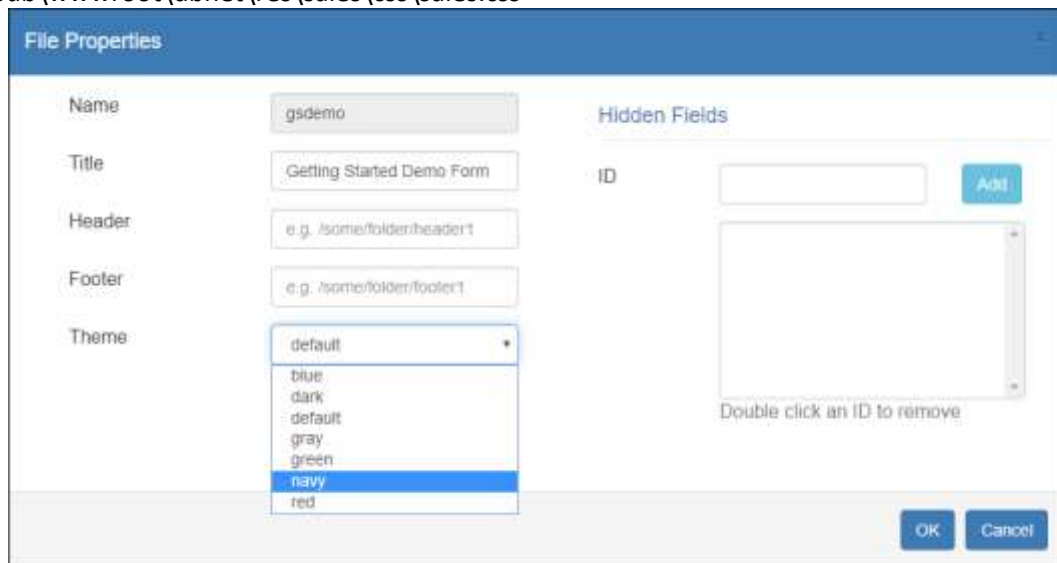 File Properties
Name
gsdemo
Title
Getting Started Demo Form
Header
e.g. /some/folder/header1
Footer
e.g. /some/folder/footer1
Theme
default
blue
dark
default
gray
green
navy
red
Hidden Fields
ID
Add
Double click an ID to remove
OK
Cancel